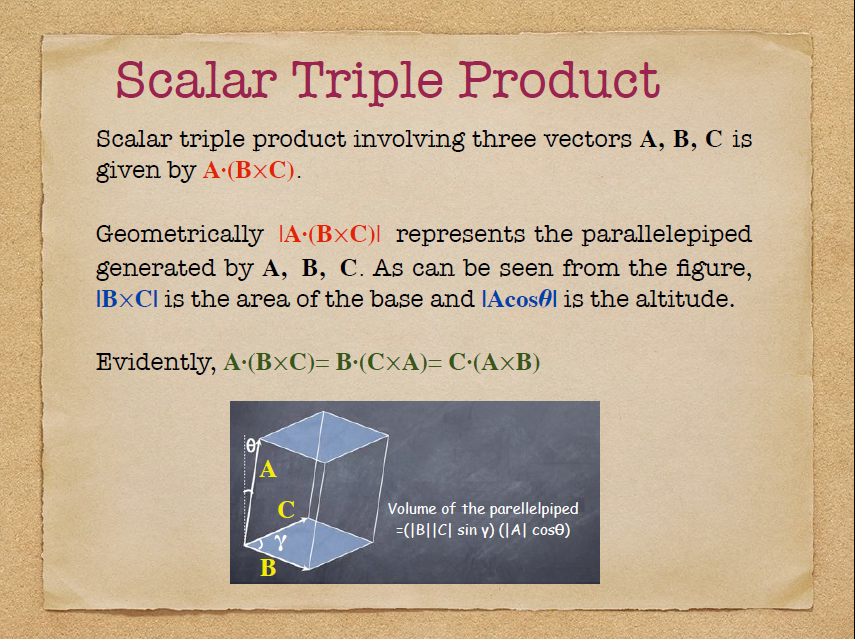 Scalar Triple Product
Scalar triple product involving three vectors A, B, C is
given by A·(B×C).
Geometrically |A·(B×C)| represents the parallelepiped
generated by A, B, C. As can be seen from the figure,
|B×C| is the area of the base and |Acosθ| is the altitude.
Evidently, A·(B×C)= B·(C×A)= C·(A×B)
θ
A
C
γ
B
Volume of the parellelpiped
=(|B||C| sin γ) (|A| cosθ)